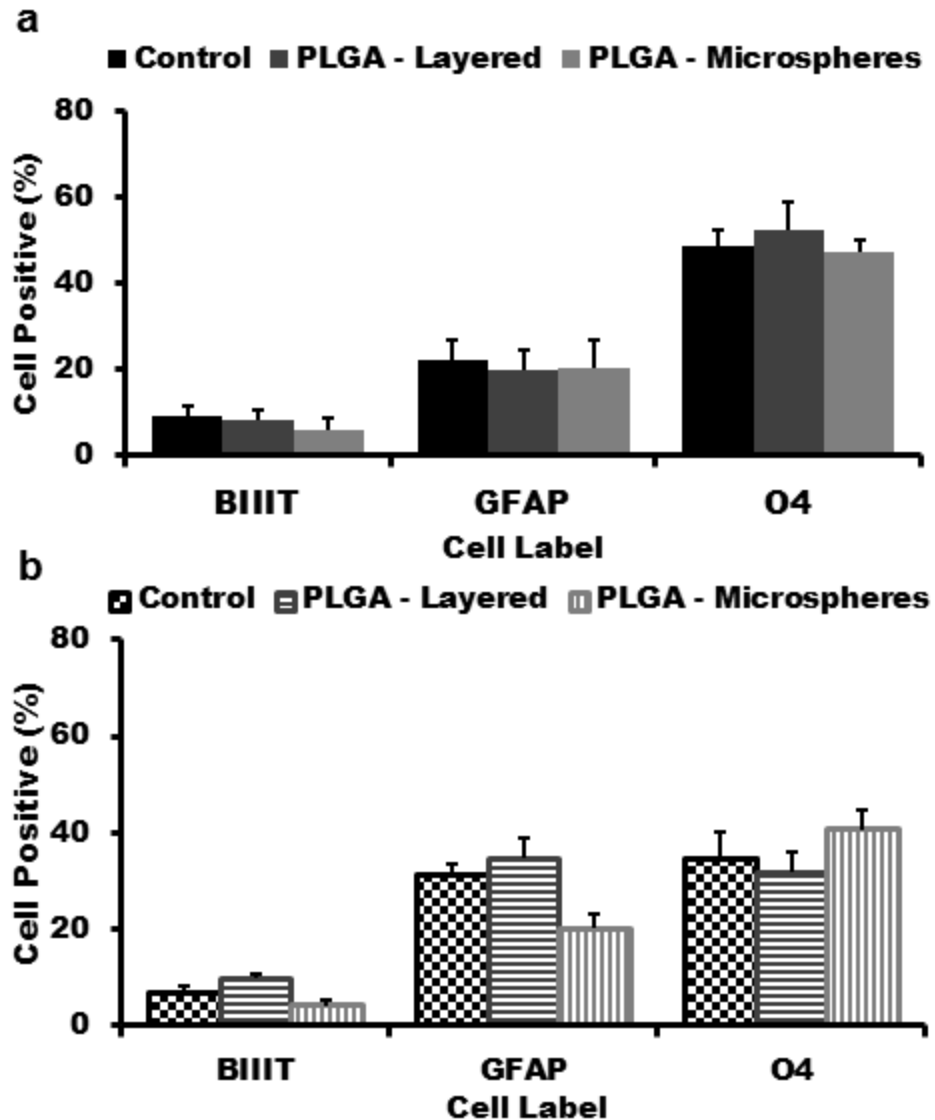 a
Control PLGA - Layered PLGA - Microspheres
80
60
40
20
0
Cell Positive (%)
BIIIT GFAP O4
Cell Label
b
Control PLGA - Layered PLGA - Microspheres
80
60
40
20
0
Cell Positive (%)
BIIIT GFAP O4
Cell Label